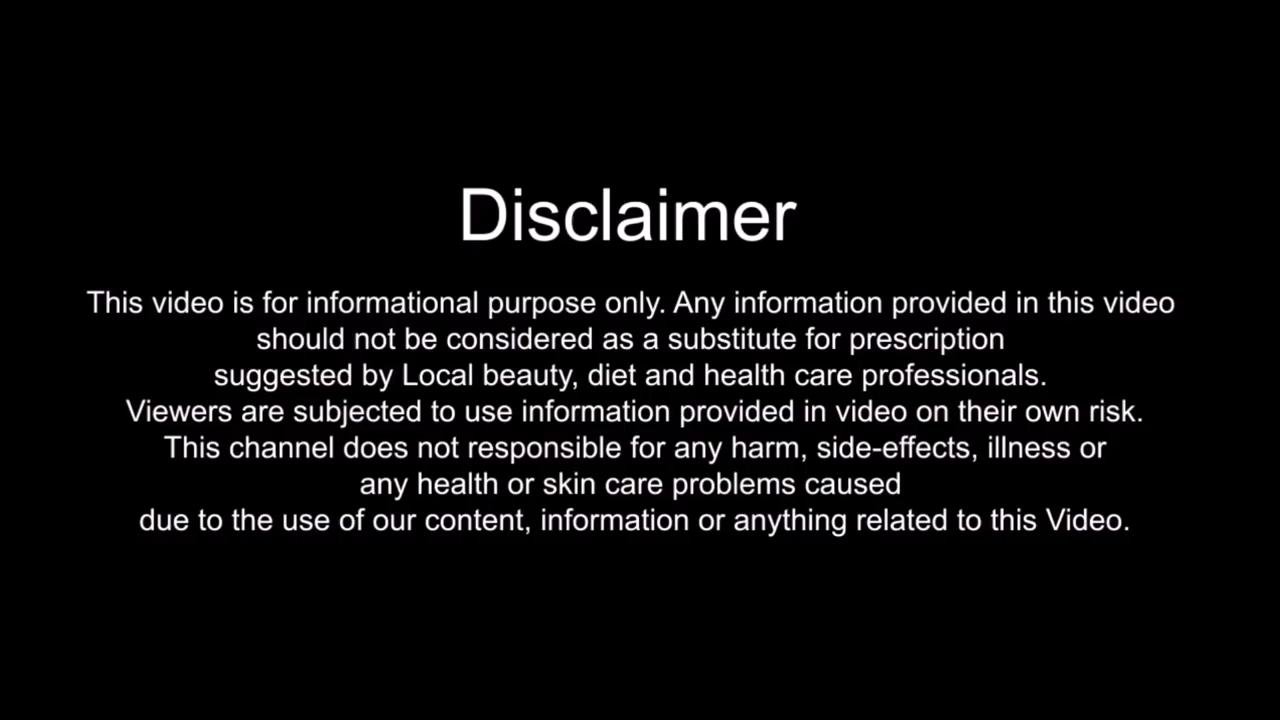 Disclaimer
This video is for informational purpose only. Any information provided in this video
should not be considered as a substitute for prescription
suggested by Local beauty, diet and health care professionals.
Viewers are subjected to use information provided in video on their own risk.
This channel does not responsible for any harm, side-effects, illness or
any health or skin care problems caused
due to the use of our content, information or anything related to this Video.